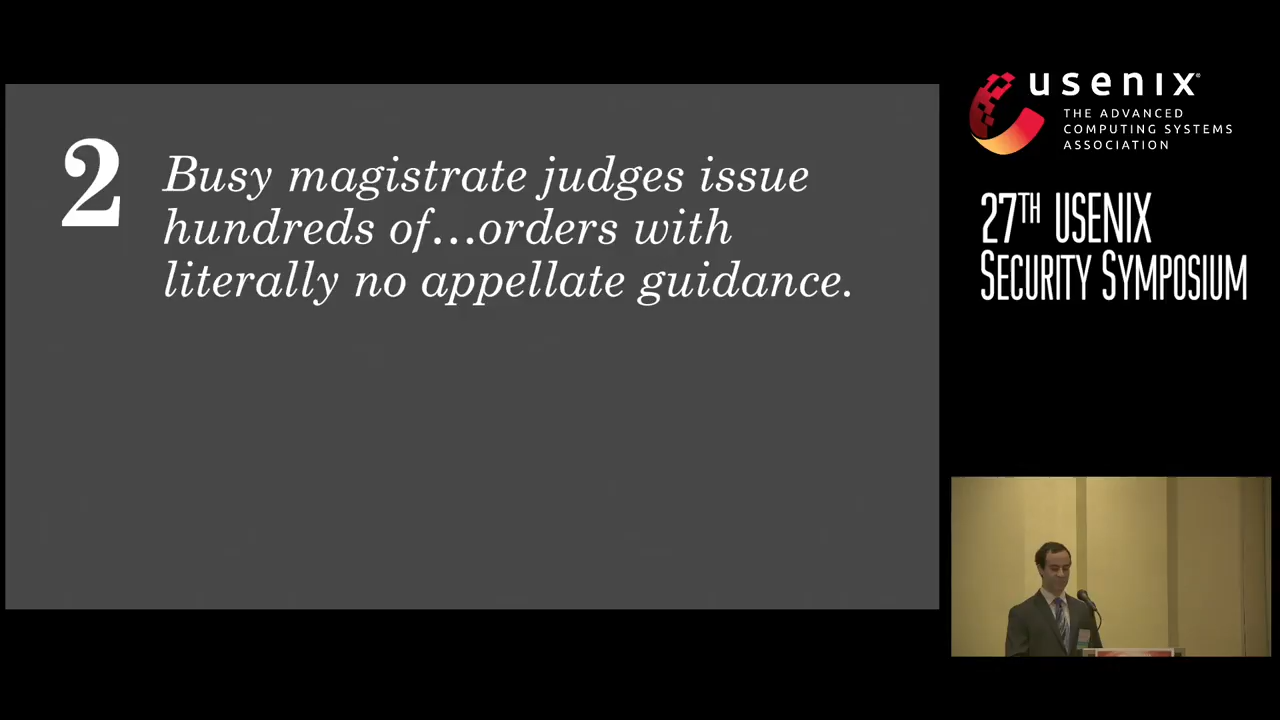 2
Busy magistrate judges issue
hundreds of...orders with
literally no appellate guidance.
usenix®
THE ADVANCED
COMPUTING SYSTEMS
ASSOCIATION
27TH USENIX
SECURITY SYMPOSIUM